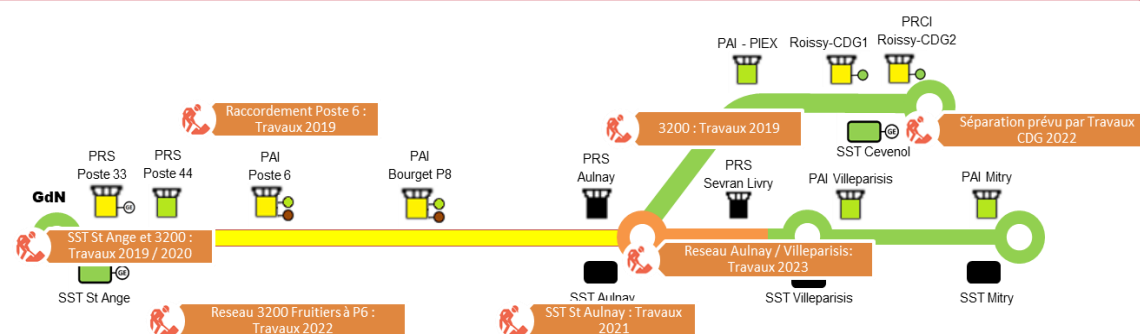 PRCI
PAI - PIEX
Roissy-CDG1
Roissy-CDG2
Raccordement Poste 6 :
Travaux 2019
3200 : Travaux 2019
Séparation prévu par Travaux
CDG 2022
GE
SST Cevenol
PRS
Poste 33
PRS
Poste 44
PAI
Poste 6
PAI
Bourget P8
PRS
Aulnay
PRS
Sevran Livry
PAI Villeparisis
PAI Mitry
GdN
GE
SST St Ange et 3200 :
Travaux 2019 / 2020
Reseau Aulnay / Villeparisis:
Travaux 2023
GE
SST St Ange
SST Aulnay
SST Villeparisis
SST Mitry
Reseau 3200 Fruitiers à P6 :
Travaux 2022
SST St Aulnay : Travaux
2021